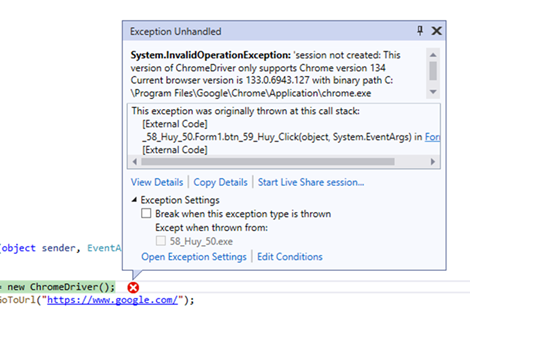 Exception Unhandled
System.InvalidOperationException: 'session not created: This
version of ChromeDriver only supports Chrome version 134
Current browser version is 133.0.6943.127 with binary path C:
\Program Files\Google\Chrome\Application\chrome.exe
This exception was originally thrown at this call stack:
[External Code]
_58_Huy_50.Form1.btn_59_Huy_Click(object, System.EventArgs) in For
[External Code]
View Details | Copy Details | Start Live Share session...
Exception Settings
Break when this exception type is thrown
Except when thrown from:
58_Huy_50.exe
Open Exception Settings | Edit Conditions
(object sender, EventA
= new ChromeDriver();
GoToUrl("https://www.google.com/");